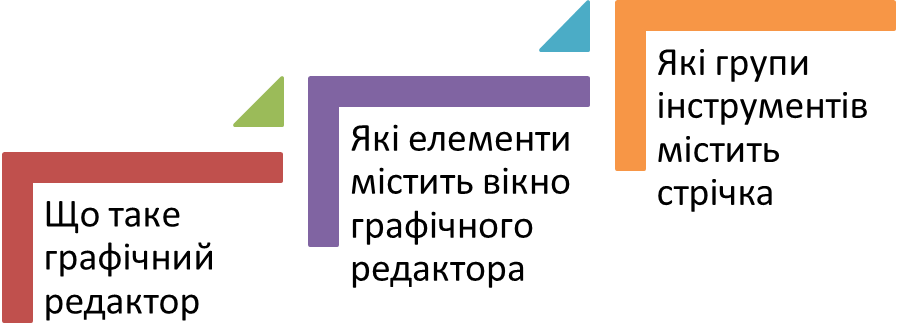 Що таке
графічний
редактор
Які елементи
містить вікно
графічного
редактора
Які групи
інструментів
містить
стрічка